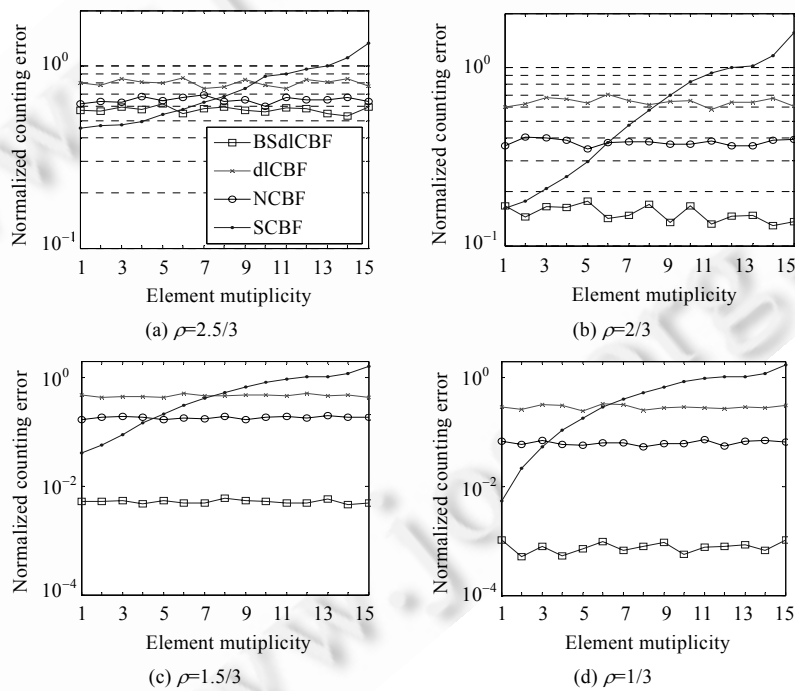 Normalized counting error
10^0
10^-1
1 3 5 7 9 11 13 15
Element mutiplicity
BSdlCBF
dlCBF
NCBF
SCBF
(a) ρ=2.5/3
Normalized counting error
10^0
10^-1
1 3 5 7 9 11 13 15
Element mutiplicity
(b) ρ=2/3
Normalized counting error
10^0
10^-2
10^-4
1 3 5 7 9 11 13 15
Element mutiplicity
(c) ρ=1.5/3
Normalized counting error
10^0
10^-2
10^-4
1 3 5 7 9 11 13 15
Element mutiplicity
(d) ρ=1/3